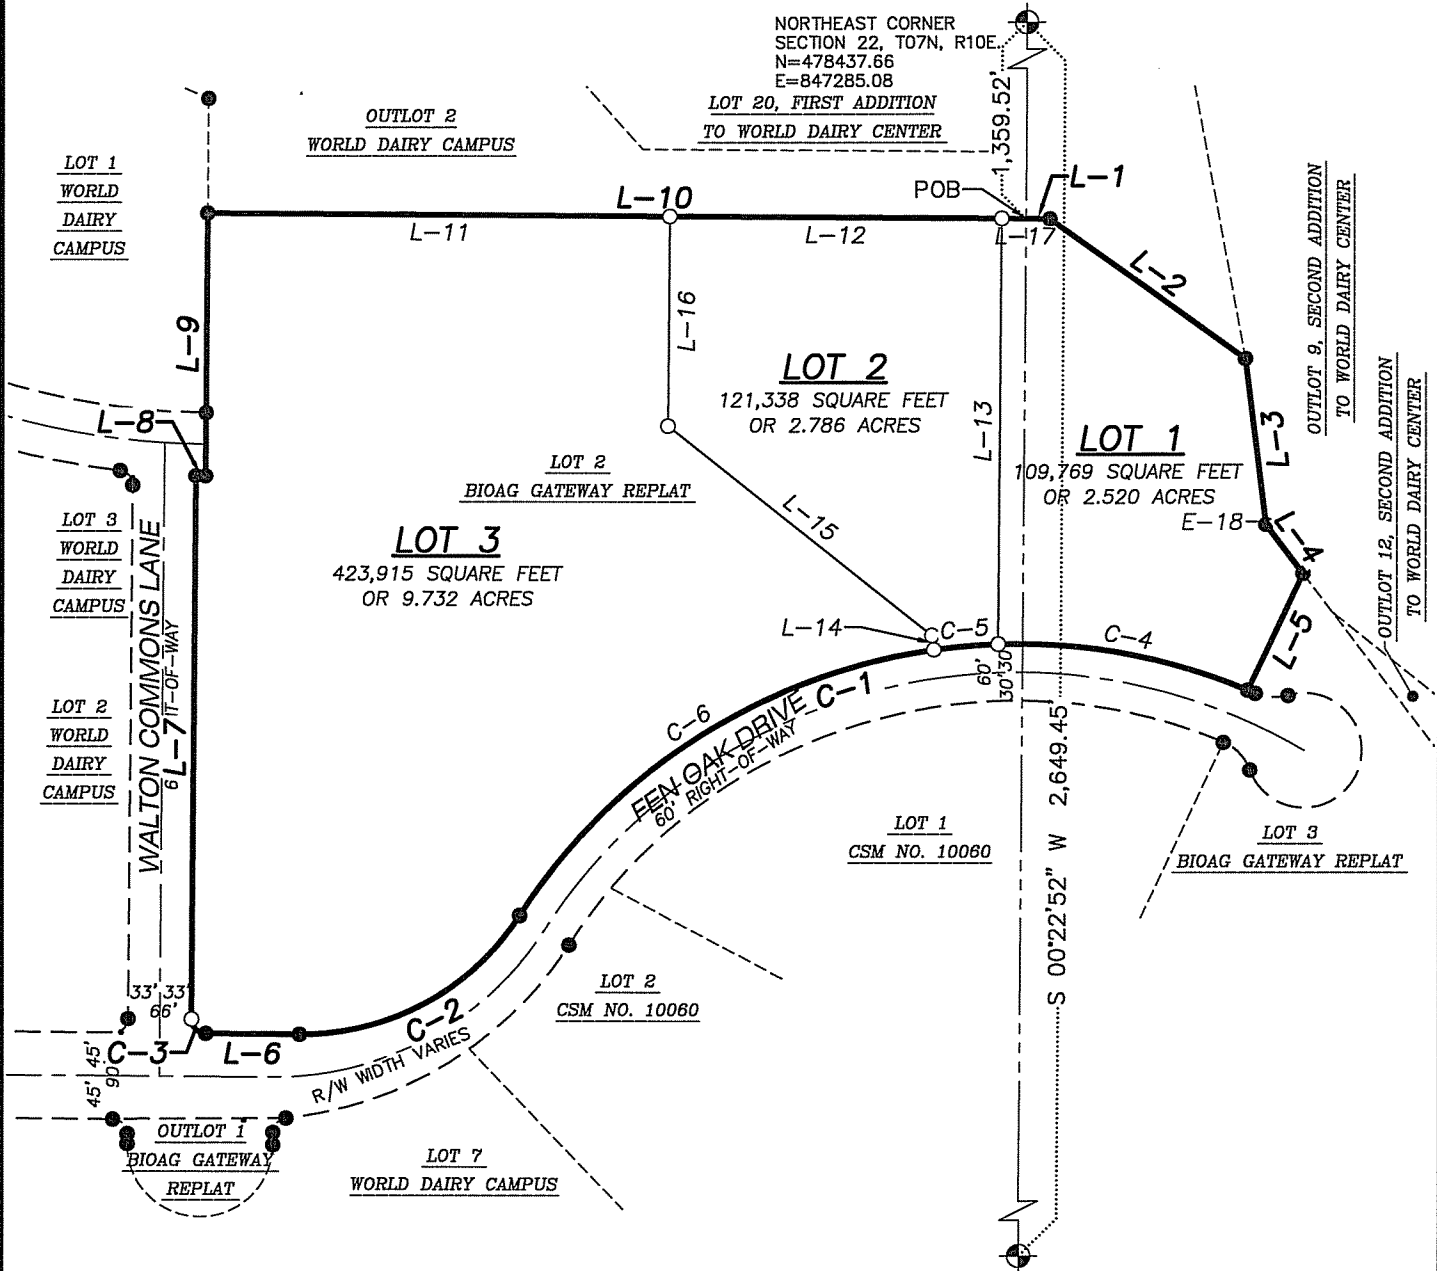 NORTHEAST CORNER
SECTION 22, T07N, R10E
N=478437.66
E=847285.08
LOT 20, FIRST ADDITION
TO WORLD DAIRY CENTER
1,359.52'
OUTLOT 2
WORLD DAIRY CAMPUS
LOT 1
WORLD
DAIRY
CAMPUS
L-10
POB
L-1
L-11
L-12
L-17
L-2
OUTLOT 9, SECOND ADDITION
TO WORLD DAIRY CENTER
L-9
L-16
LOT 2
121,338 SQUARE FEET
OR 2.786 ACRES
L-13
L-8
LOT 1
109,769 SQUARE FEET
OR 2.520 ACRES
L-3
OUTLOT 12, SECOND ADDITION
TO WORLD DAIRY CENTER
LOT 2
BIOAG GATEWAY REPLAT
L-15
E-18
L-4
LOT 3
423,915 SQUARE FEET
OR 9.732 ACRES
LOT 3
WORLD
DAIRY
CAMPUS
WALTON COMMONS LANE
6
IT-OF-WAY
L-7
L-14
C-5
C-4
L-5
60'
30'
30'
C-6
C-1
FEN OAK DRIVE
60' RIGHT-OF-WAY
LOT 2
WORLD
DAIRY
CAMPUS
S 00°22'52" W 2,649.45
LOT 1
CSM NO. 10060
LOT 3
BIOAG GATEWAY REPLAT
LOT 2
CSM NO. 10060
33'
33'
66'
C-3
L-6
C-2
R/W WIDTH VARIES
45'
45'
90'
OUTLOT 1
BIOAG GATEWAY
REPLAT
LOT 7
WORLD DAIRY CAMPUS